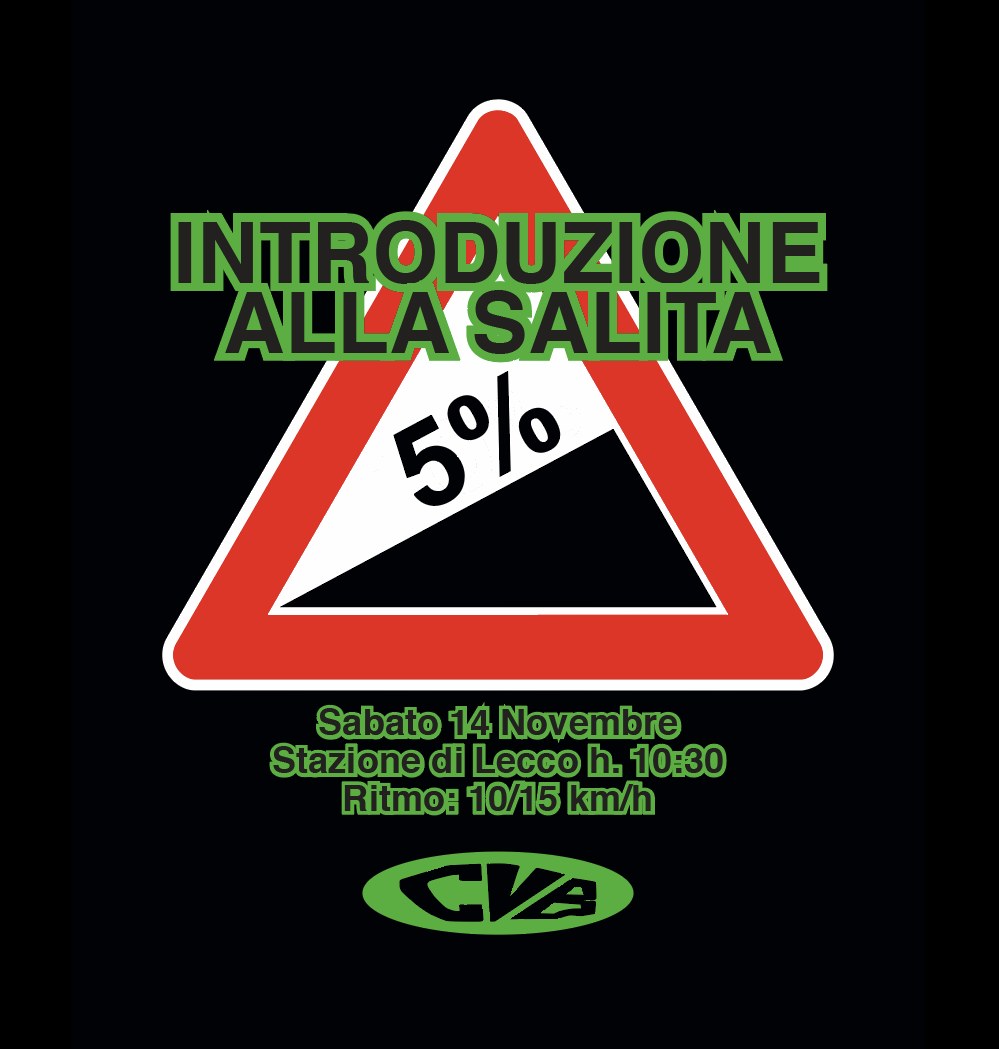 INTRODUZIONE
ALLA SALITA
5%
Sabato 14 Novembre
Stazione di Lecco h. 10:30
Ritmo: 10/15 km/h
CVB